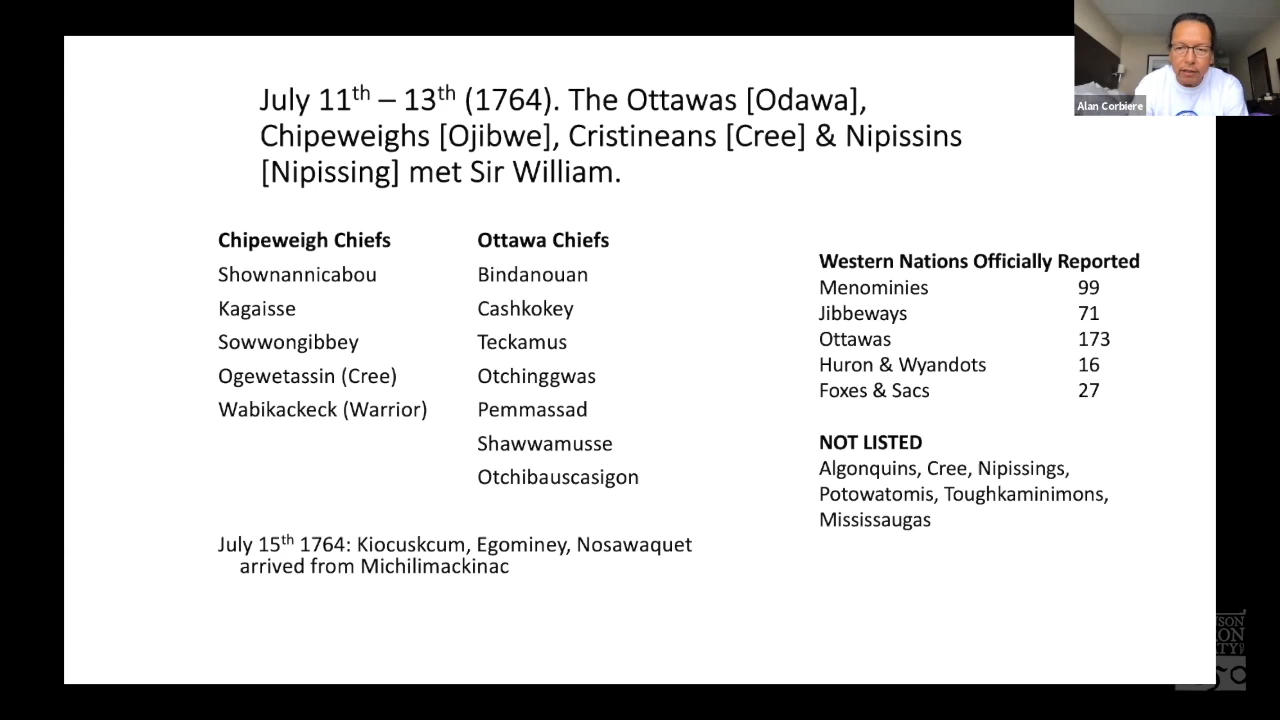 Alan Corbiere
July 11th – 13th (1764). The Ottawas [Odawa],
Chipeweighs [Ojibwe], Cristineans [Cree] & Nipissins
[Nipissing] met Sir William.
Chipeweigh Chiefs
Shownannicabou
Kagaisse
Sowwongibbey
Ogewetassin (Cree)
Wabikackeck (Warrior)
Ottawa Chiefs
Bindanouan
Cashkokey
Teckamus
Otchinggwas
Pemmassad
Shawwamusse
Otchibauscasigon
July 15th 1764: Kiocuskcum, Egominey, Nosawaquet
arrived from Michilimackinac
Western Nations Officially Reported
Menominies 99
Jibbeways 71
Ottawas 173
Huron & Wyandots 16
Foxes & Sacs 27
NOT LISTED
Algonquins, Cree, Nipissings,
Potowatomis, Toughkaminimons,
Mississaugas